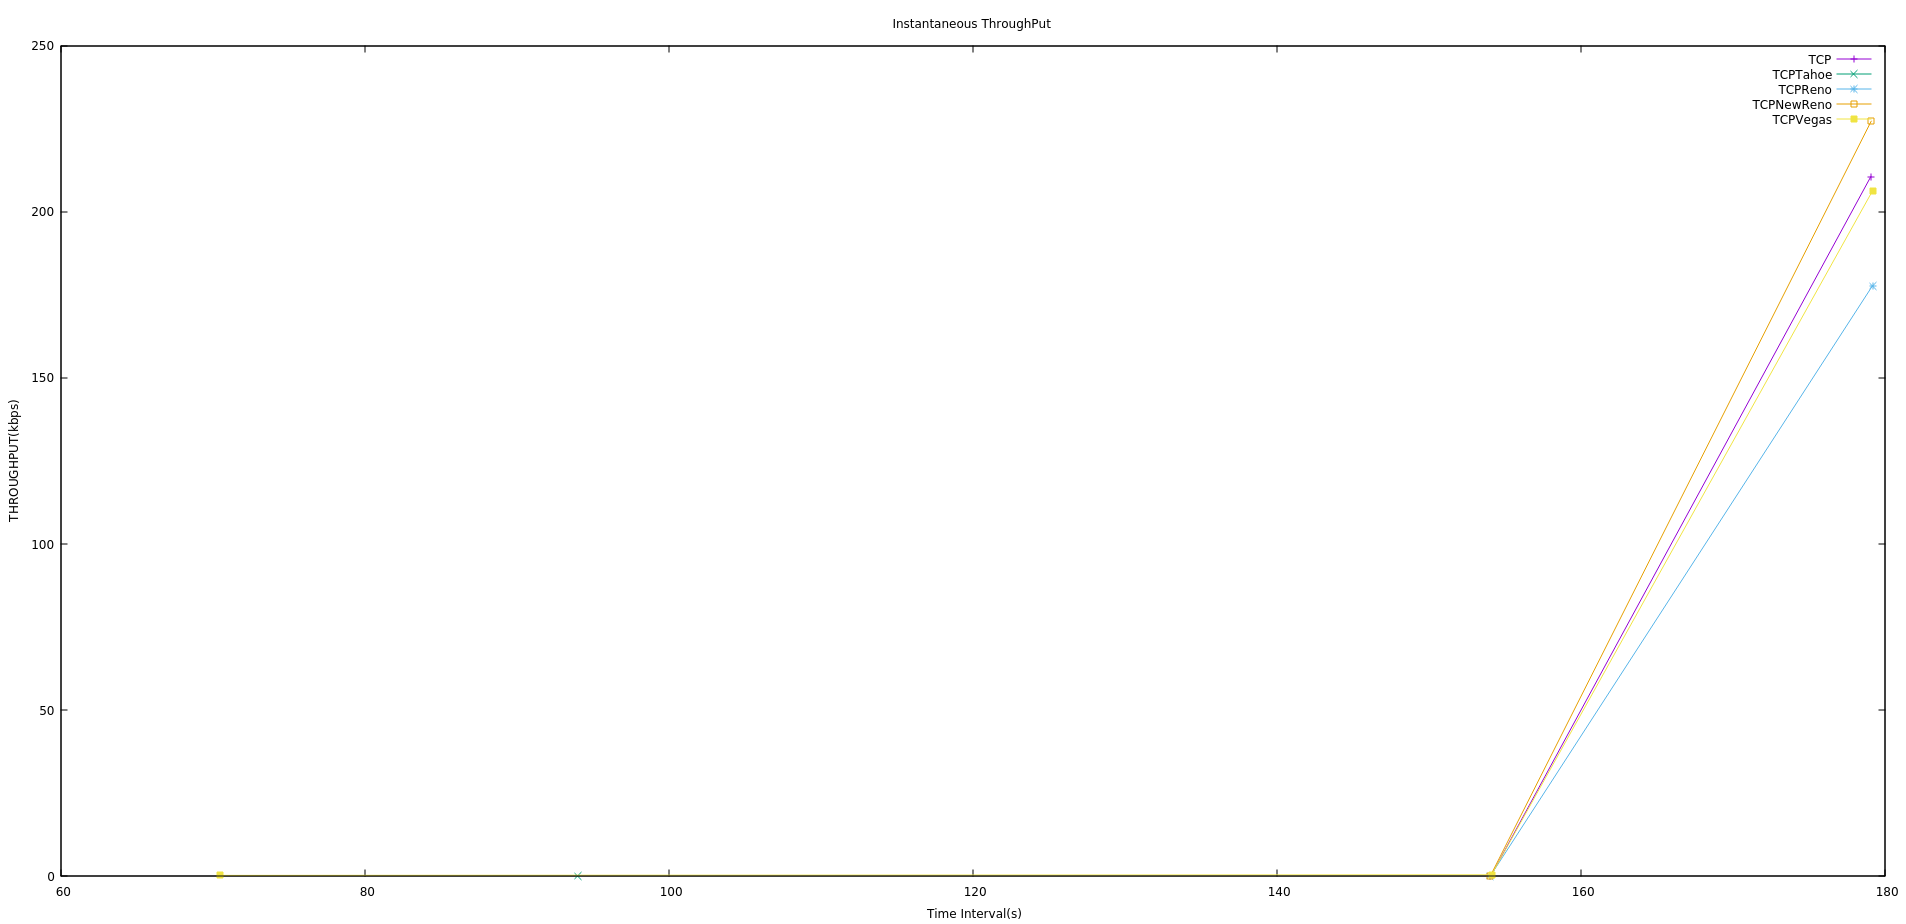 Instantaneous ThroughPut
250
200
150
100
50
0
THROUGHPUT(kbps)
TCP
TCPTahoe
TCPReno
TCPNewReno
TCPVegas
60 80 100 120 140 160 180
Time Interval(s)